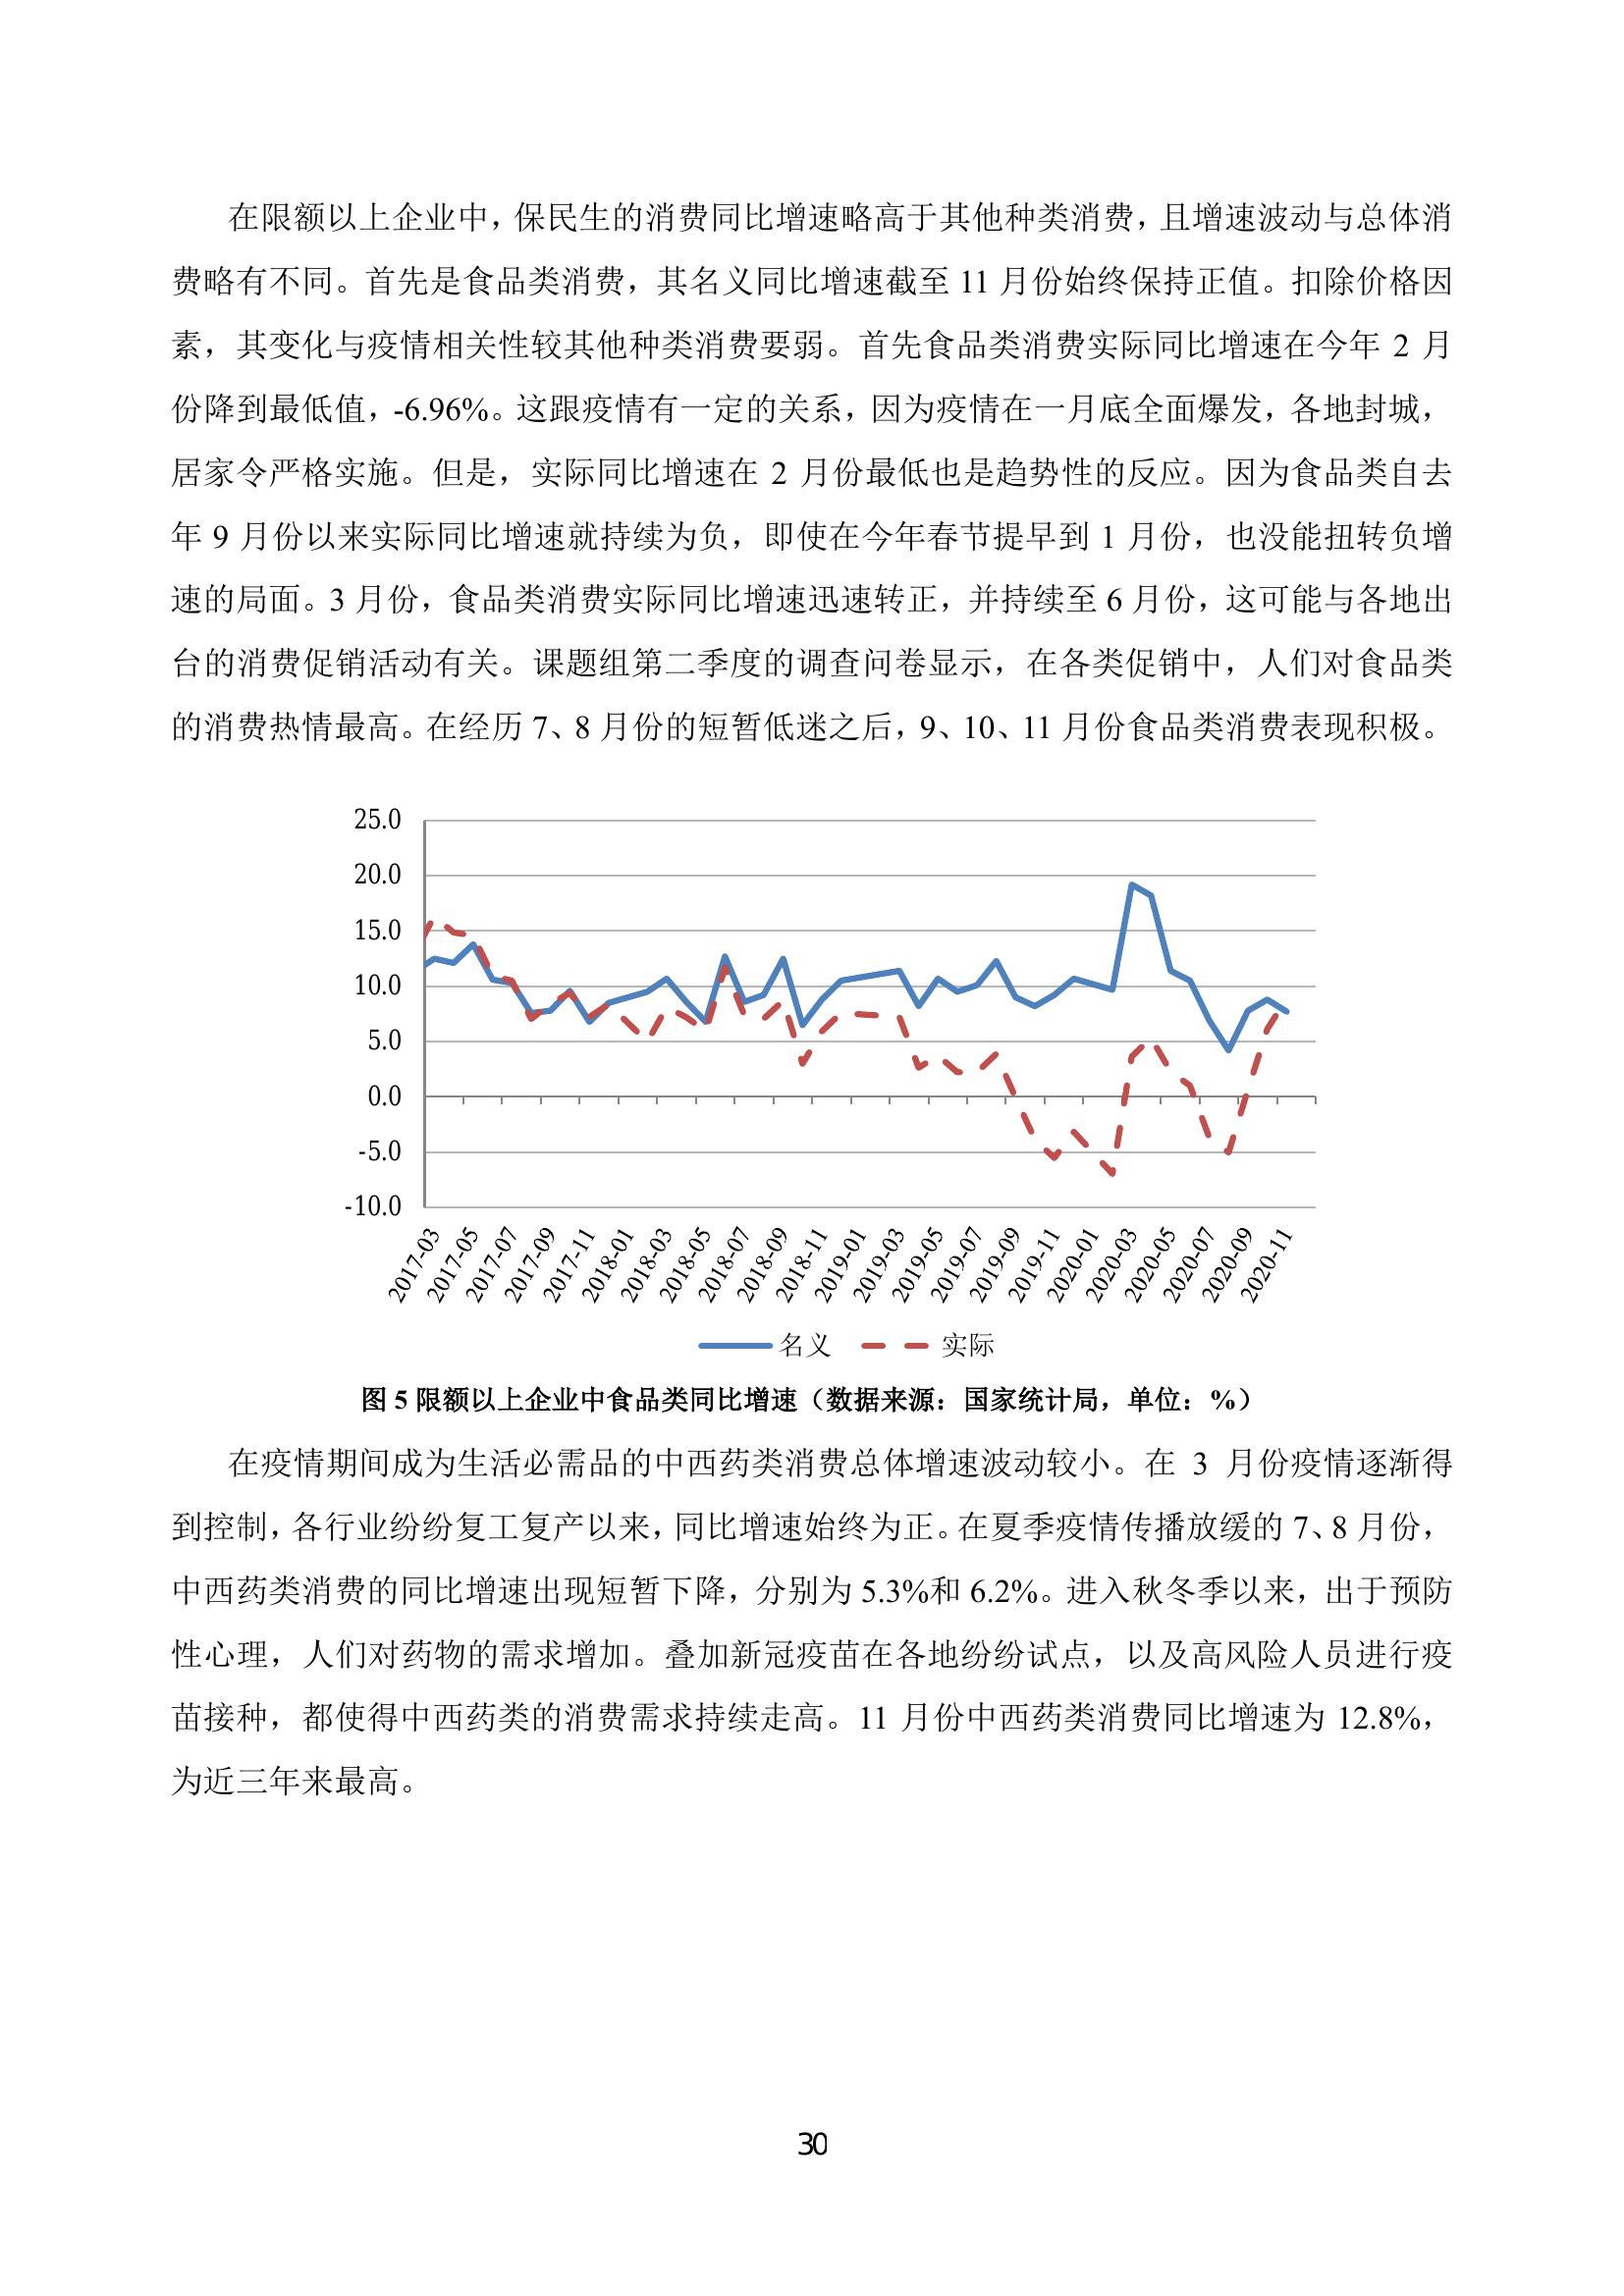 在限额以上企业中，保民生的消费同比增速略高于其他种类消费，且增速波动与总体消
费略有不同。首先是食品类消费，其名义同比增速截至 11 月份始终保持正值。扣除价格因
素，其变化与疫情相关性较其他种类消费要弱。首先食品类消费实际同比增速在今年 2 月
份降到最低值，-6.96%。这跟疫情有一定的关系，因为疫情在一月底全面爆发，各地封城，
居家令严格实施。但是，实际同比增速在 2 月份最低也是趋势性的反应。因为食品类自去
年 9 月份以来实际同比增速就持续为负，即使在今年春节提早到 1 月份，也没能扭转负增
速的局面。3 月份，食品类消费实际同比增速迅速转正，并持续至 6 月份，这可能与各地出
台的消费促销活动有关。课题组第二季度的调查问卷显示，在各类促销中，人们对食品类
的消费热情最高。在经历 7、8 月份的短暂低迷之后，9、10、11 月份食品类消费表现积极。
25.0
20.0
15.0
10.0
5.0
0.0
-5.0
-10.0
2017-03
2017-05
2017-07
2017-09
2017-11
2018-01
2018-03
2018-05
2018-07
2018-09
2018-11
2019-01
2019-03
2019-05
2019-07
2019-09
2019-11
2020-01
2020-03
2020-05
2020-07
2020-09
2020-11
名义 实际
图 5 限额以上企业中食品类同比增速（数据来源：国家统计局，单位：%）
在疫情期间成为生活必需品的中西药类消费总体增速波动较小。在 3 月份疫情逐渐得
到控制，各行业纷纷复工复产以来，同比增速始终为正。在夏季疫情传播放缓的 7、8 月份，
中西药类消费的同比增速出现短暂下降，分别为 5.3%和 6.2%。进入秋冬季以来，出于预防
性心理，人们对药物的需求增加。叠加新冠疫苗在各地纷纷试点，以及高风险人员进行疫
苗接种，都使得中西药类的消费需求持续走高。11 月份中西药类消费同比增速为 12.8%，
为近三年来最高。
30